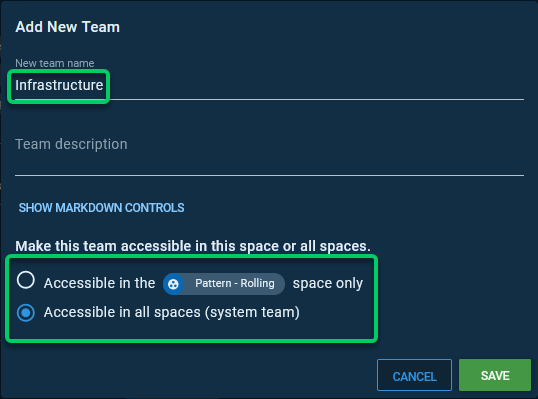 Add New Team
New team name
Infrastructure
Team description
SHOW MARKDOWN CONTROLS
Make this team accessible in this space or all spaces.
Accessible in the Pattern - Rolling space only
Accessible in all spaces (system team)
CANCEL SAVE